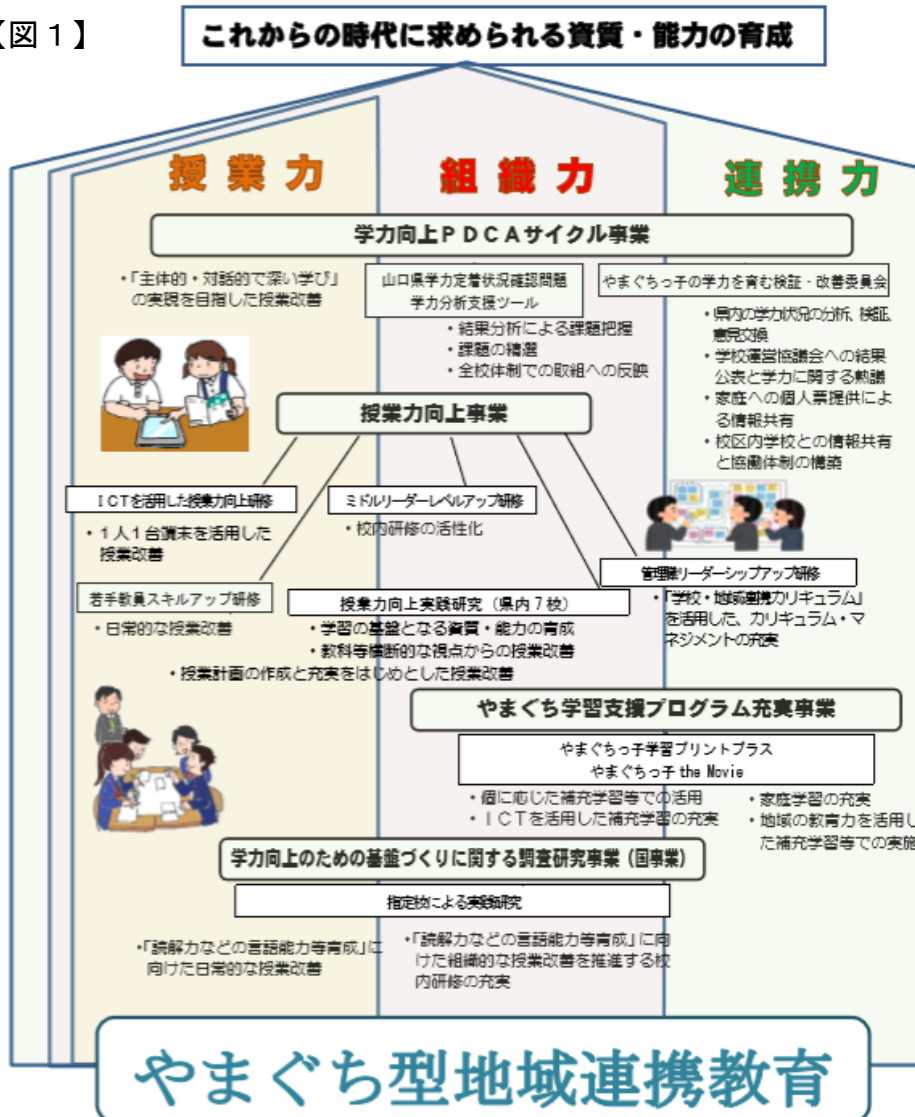 【図１】
これからの時代に求められる資質・能力の育成
授業力
組織力
連携力
学力向上ＰＤＣＡサイクル事業
・「主体的・対話的で深い学び」
の実現を目指した授業改善
山口県学力定着状況確認問題
学力分析支援ツール
・結果分析による課題把握
・課題の精選
・全校体制での取組への反映
やまぐちっ子の学力を育む検証・改善委員会
・県内の学力状況の分析、検証、
意見交換
・学校運営協議会への結果
公表と学力に関する熟議
・家庭への個人票提供によ
る情報共有
・校区内学校との情報共有
と協働体制の構築
授業力向上事業
ＩＣＴを活用した授業力向上研修
・１人１台端末を活用した
授業改善
ミドルリーダーレベルアップ研修
・校内研修の活性化
管理職リーダーシップアップ研修
・「学校・地域連携カリキュラム」
を活用した、カリキュラム・マ
ネジメントの充実
若手教員スキルアップ研修
・日常的な授業改善
授業力向上実践研究（県内７校）
・学習の基盤となる資質・能力の育成
・教科等横断的な視点からの授業改善
・授業計画の作成と充実をはじめとした授業改善
やまぐち学習支援プログラム充実事業
やまぐちっ子学習プリントプラス
やまぐちっ子 the Movie
・個に応じた補充学習等での活用
・ＩＣＴを活用した補充学習の充実
・家庭学習の充実
・地域の教育力を活用し
た補充学習等での実施
学力向上のための基盤づくりに関する調査研究事業（国事業）
指定校による実践研究
・「読解力などの言語能力等育成」に
向けた日常的な授業改善
・「読解力などの言語能力等育成」に向
けた組織的な授業改善を推進する校
内研修の充実
やまぐち型地域連携教育